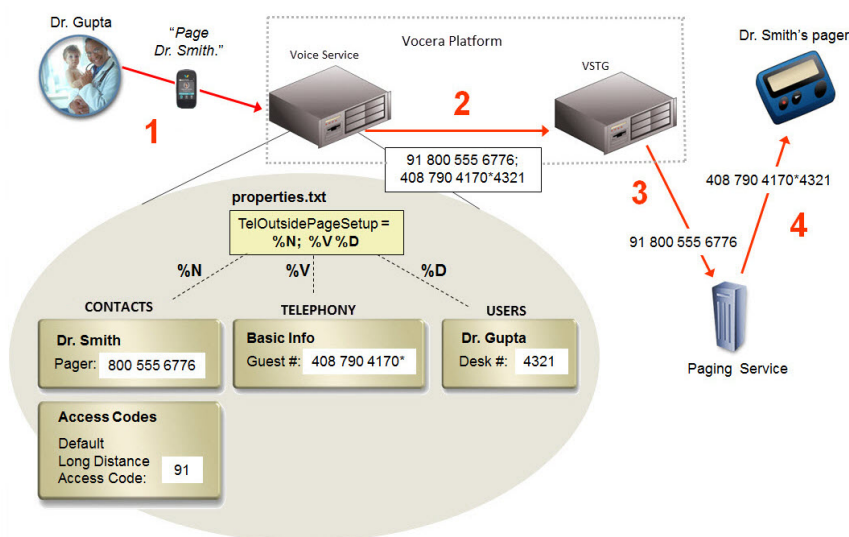 Dr. Gupta
“Page
Dr. Smith.”
Vocera Platform
Voice Service
VSTG
Dr. Smith’s pager
1
2
91 800 555 6776;
408 790 4170*4321
3
91 800 555 6776
408 790 4170*4321
4
Paging Service
properties.txt
TelOutsidePageSetup =
%N; %V %D
%N
%V
%D
CONTACTS
TELEPHONY
USERS
Dr. Smith
Pager: 800 555 6776
Basic Info
Guest #: 408 790 4170*
Dr. Gupta
Desk #: 4321
Access Codes
Default
Long Distance
Access Code: 91